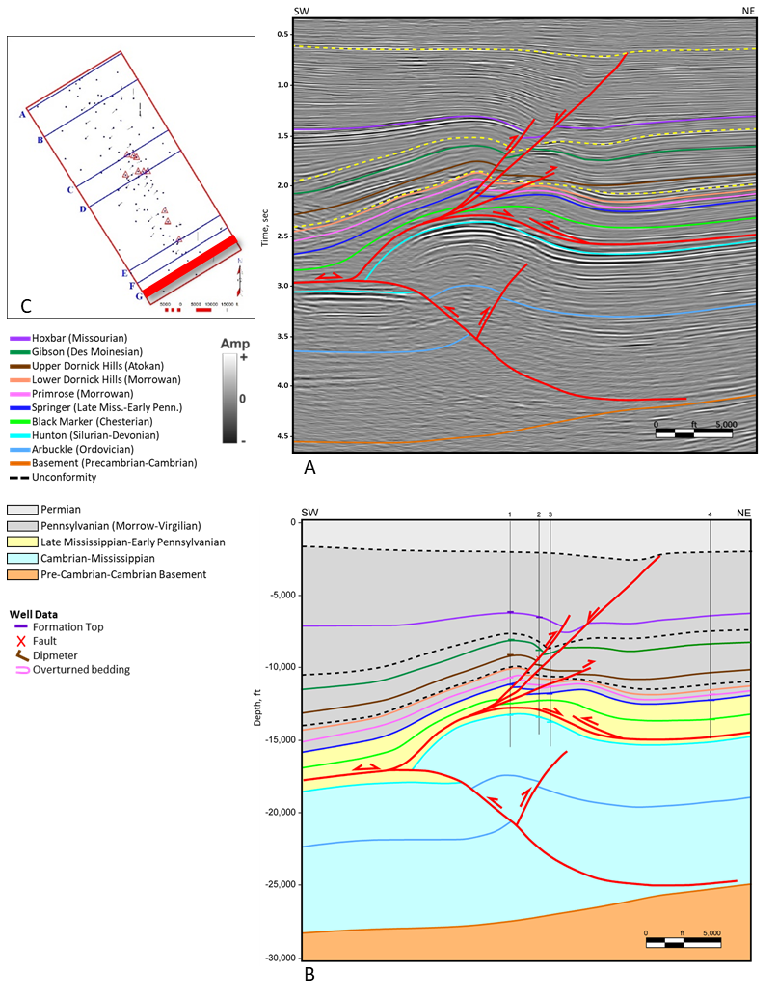 SW
NE
0.5
1.0
1.5
2.0
2.5
3.0
3.5
4.0
4.5
Time, sec
0 ft 5,000
A
A
B
C
D
E
F
G
C
5000 0 5000 10000
Hoxbar (Missourian)
Gibson (Des Moinesian)
Upper Dornick Hills (Atokan)
Lower Dornick Hills (Morrowan)
Primrose (Morrowan)
Springer (Late Miss.-Early Penn.)
Black Marker (Chesterian)
Hunton (Silurian-Devonian)
Arbuckle (Ordovician)
Basement (Precambrian-Cambrian)
Unconformity
Amp
+
0
-
Permian
Pennsylvanian (Morrow-Virgilian)
Late Mississippian-Early Pennsylvanian
Cambrian-Mississippian
Pre-Cambrian-Cambrian Basement
Well Data
Formation Top
Fault
Dipmeter
Overturned bedding
SW
NE
1 2 3 4
0
-5,000
-10,000
-15,000
-20,000
-25,000
-30,000
Depth, ft
0 ft 5,000
B